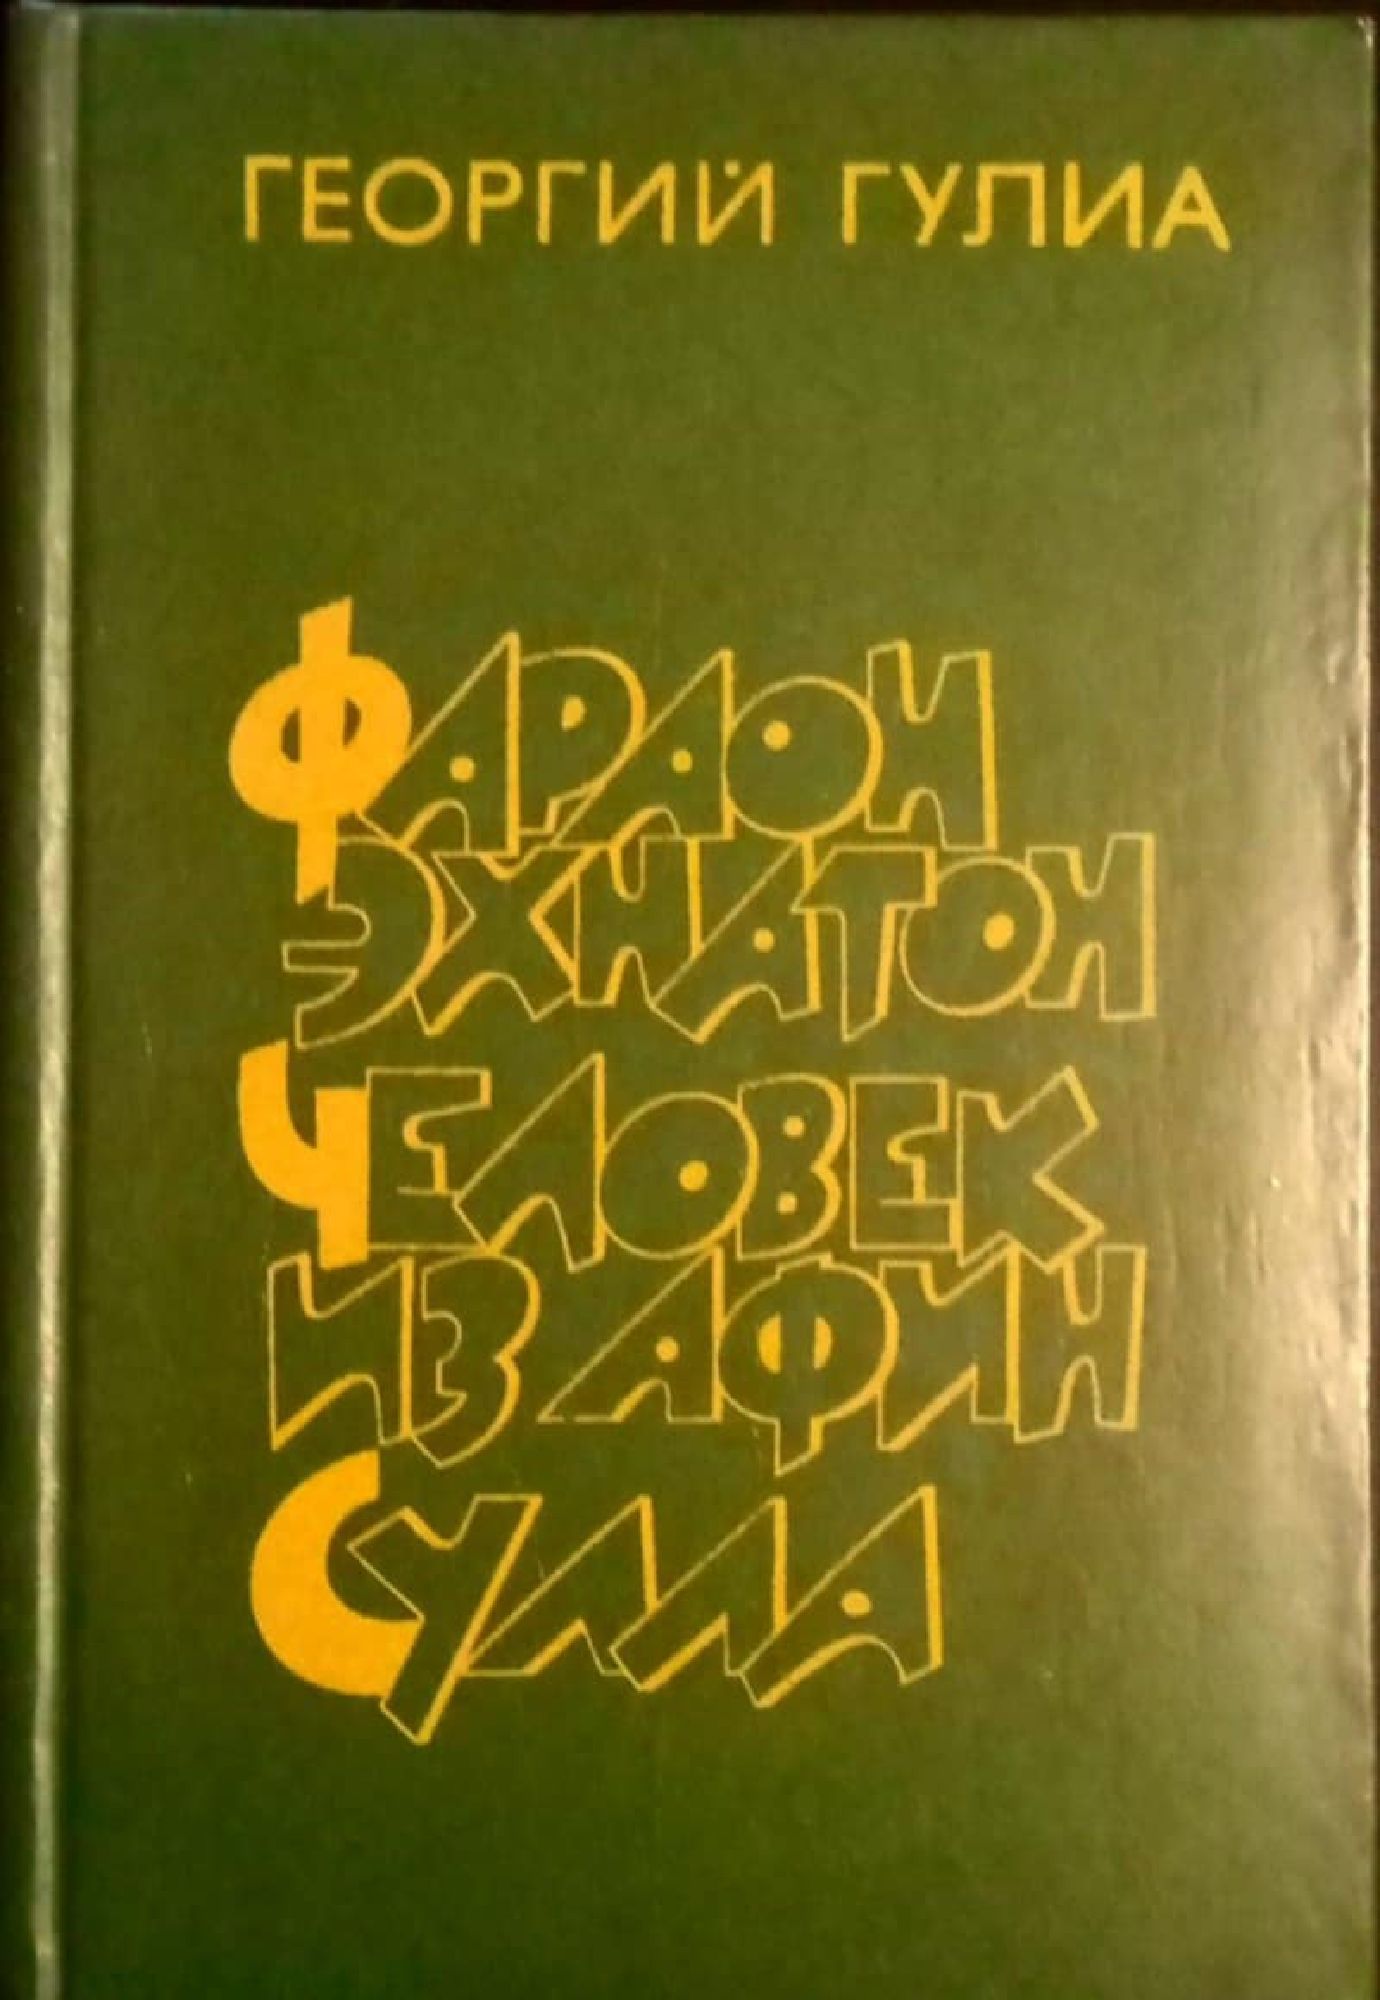 ГЕОРГИЙ ГУЛИА
ФАРАОН
ЭХНАТОН
ЧЕЛОВЕК
ИЗ АФИН
СУЛЛА